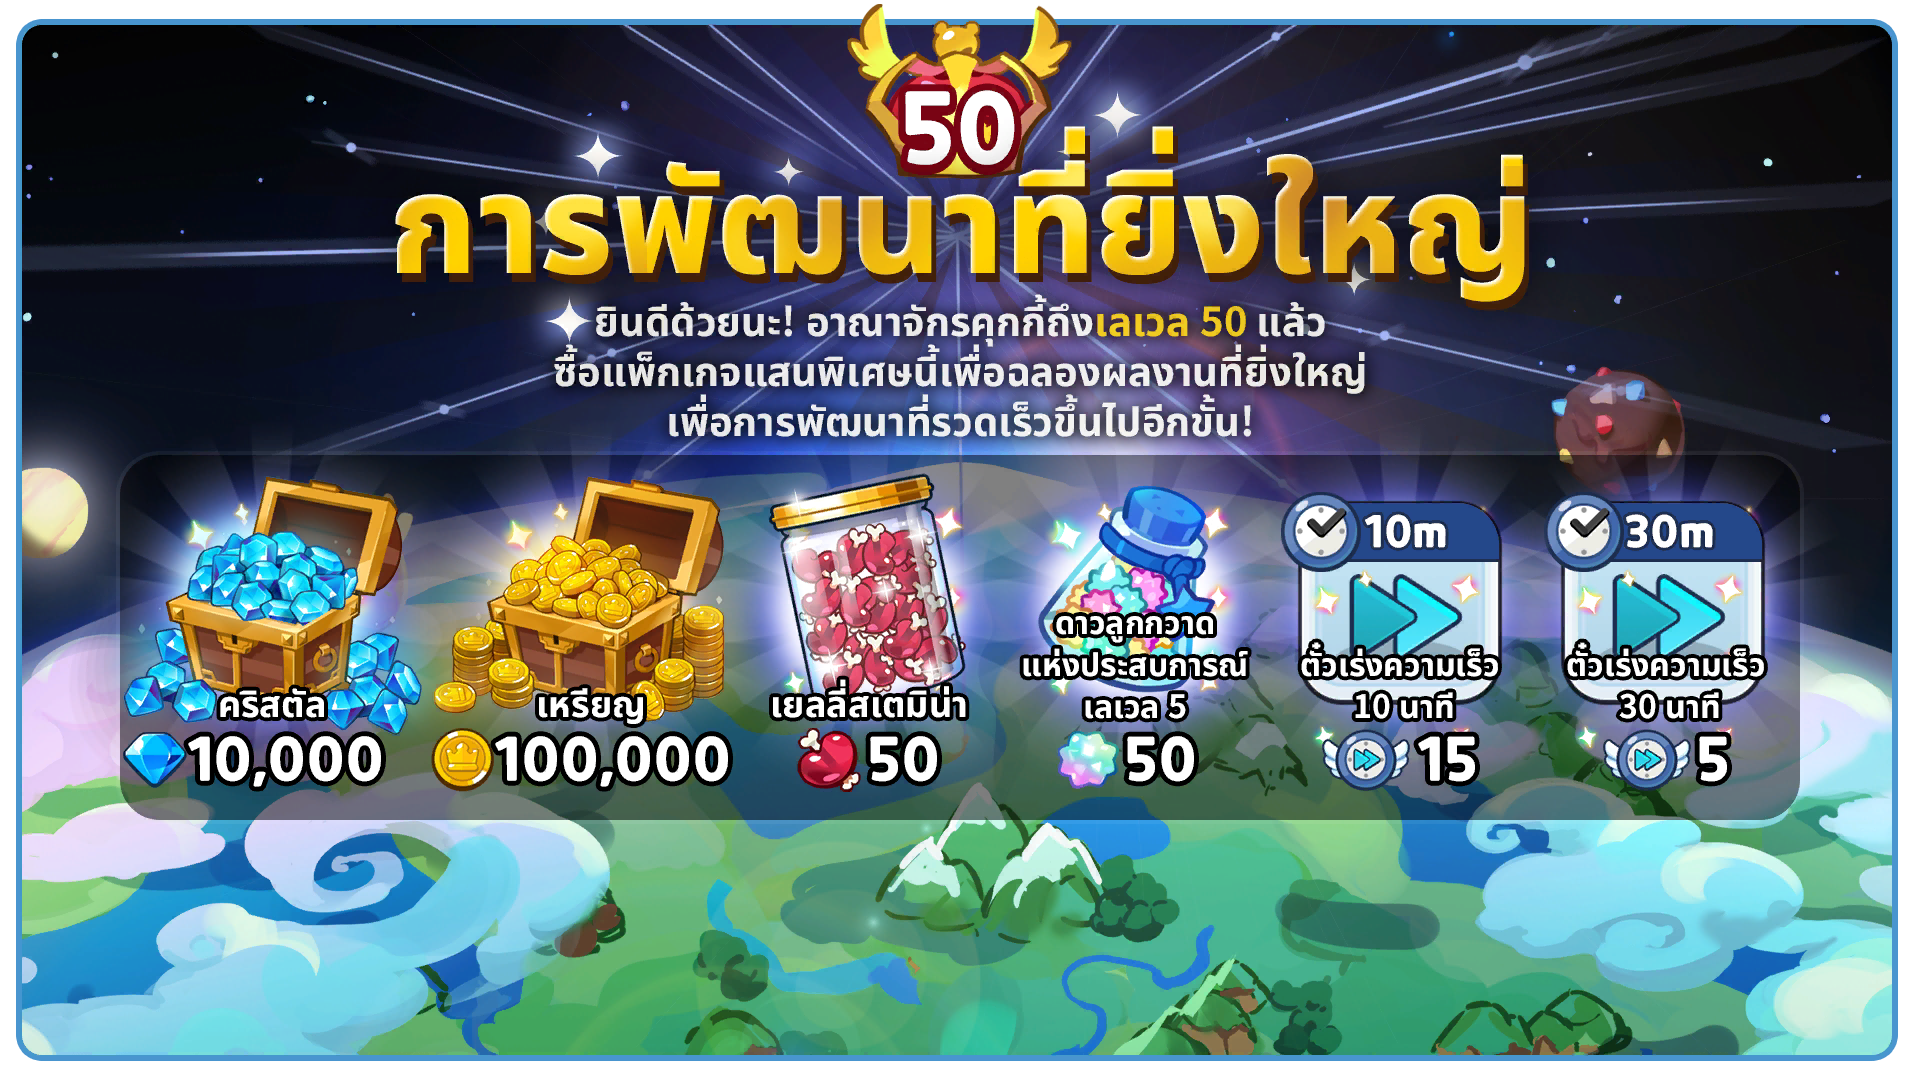 50
การพัฒนาที่ยิ่งใหญ่
ยินดีด้วยนะ! อาณาจักรคุกกี้ถึงเลเวล 50 แล้ว
ซื้อแพ็กเกจแสนพิเศษนี้เพื่อฉลองผลงานที่ยิ่งใหญ่
เพื่อการพัฒนาที่รวดเร็วขึ้นไปอีกขั้น!
คริสตัล
10,000
เหรียญ
100,000
เยลลี่สเตมิน่า
50
ดาวลูกกวาด
แห่งประสบการณ์
เลเวล 5
50
10m
ตั๋วเร่งความเร็ว
10 นาที
15
30m
ตั๋วเร่งความเร็ว
30 นาที
5